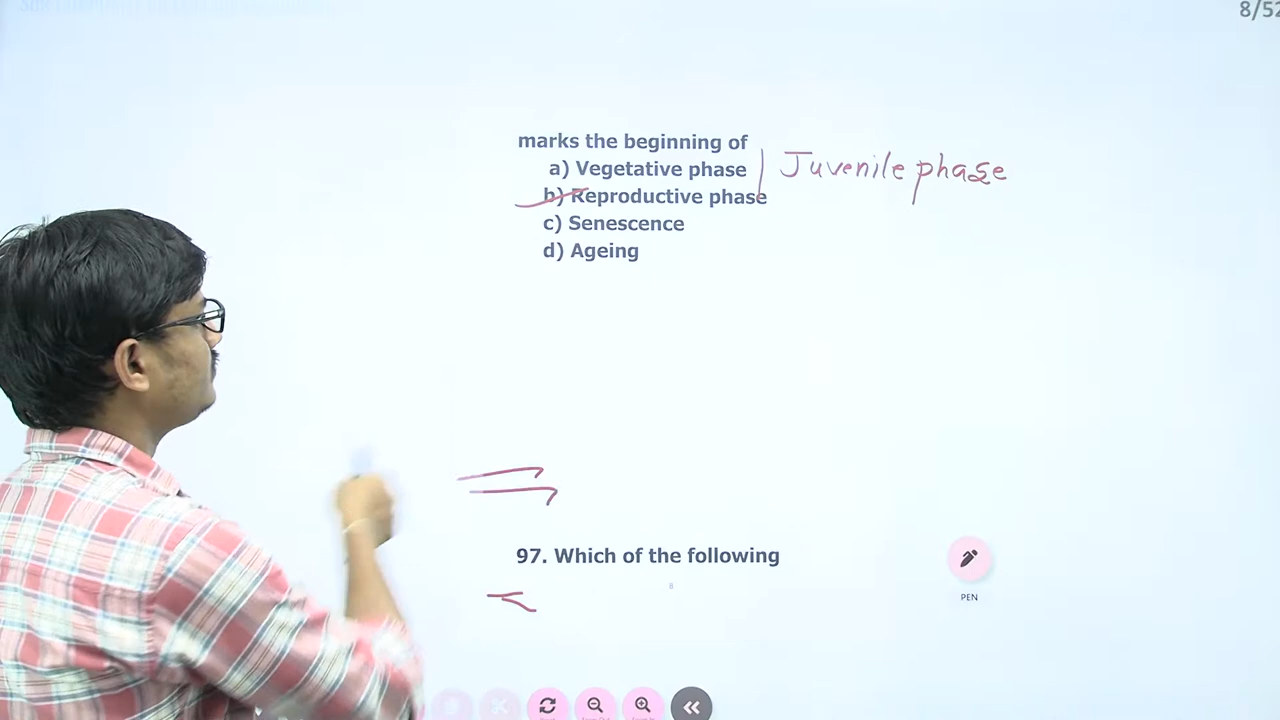 8/52
marks the beginning of
a) Vegetative phase
Juvenile phase
b) Reproductive phase
c) Senescence
d) Ageing
97. Which of the following
8
PEN